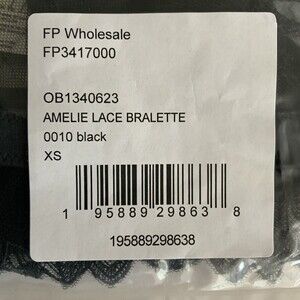 FP Wholesale
FP3417000
OB1340623
AMELIE LACE BRALETTE
0010 black
XS
1 95889 29863 8
195889298638